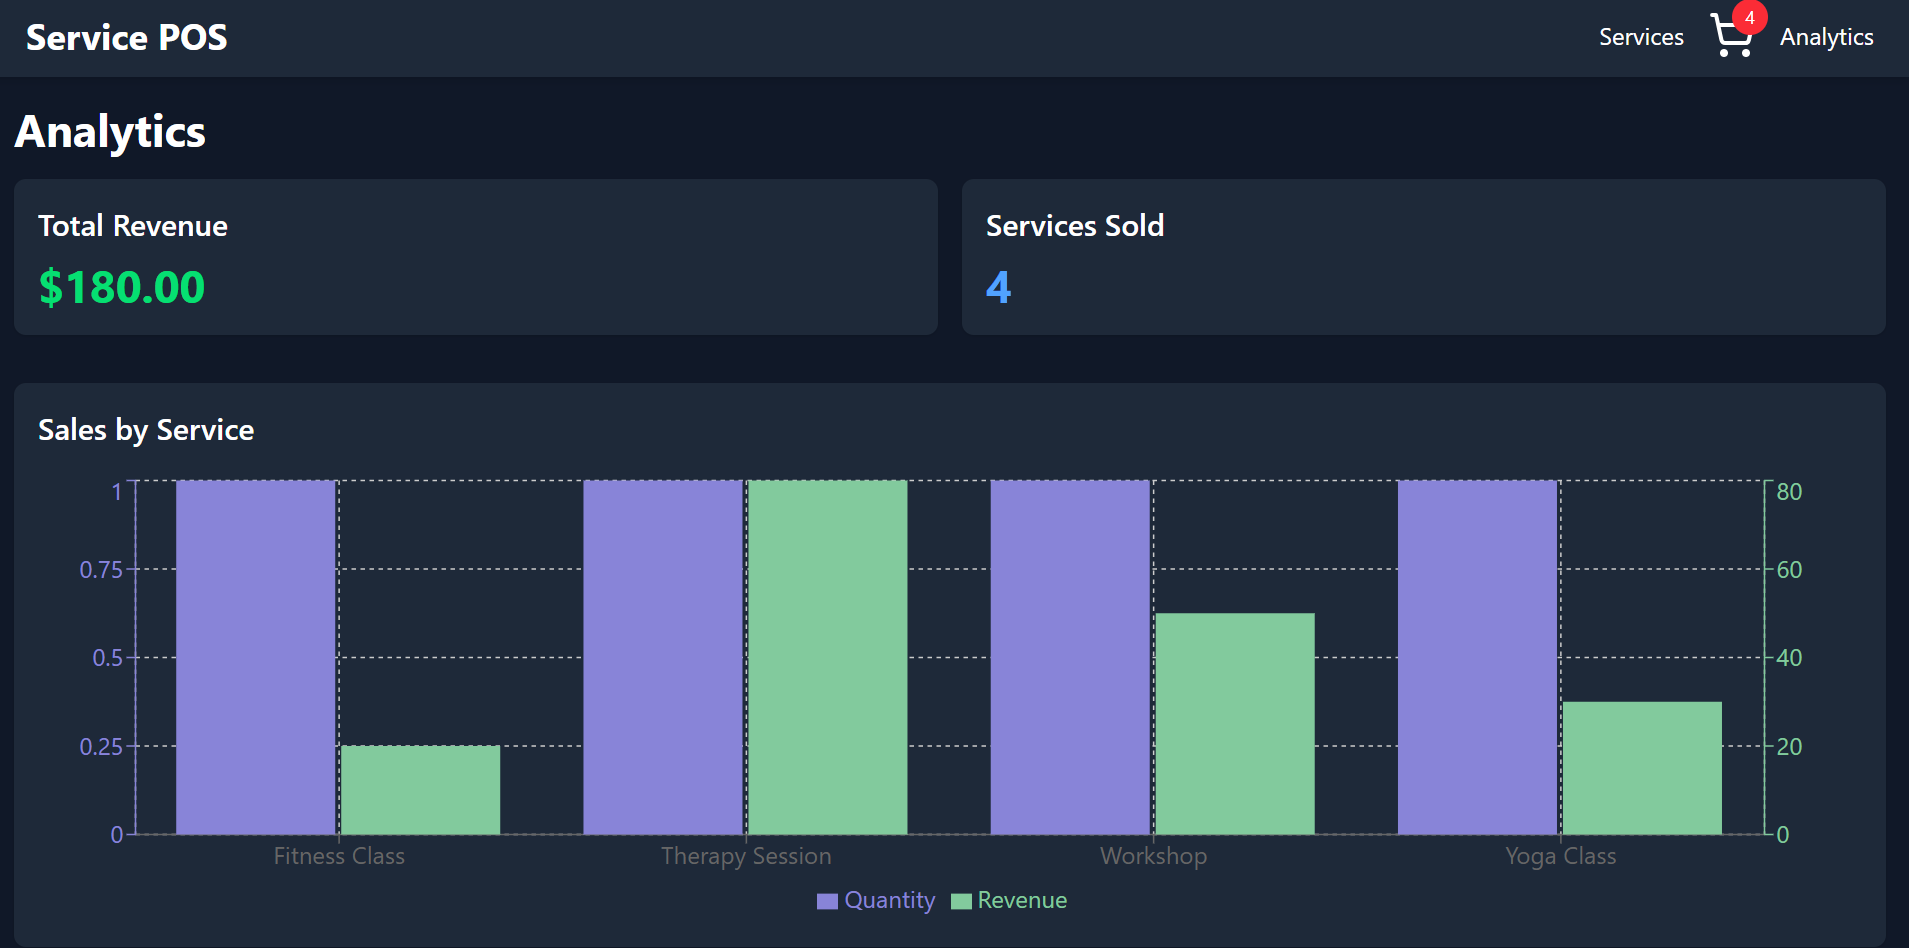 Service POS
Services
4
Analytics
Analytics
Total Revenue
$180.00
Services Sold
4
Sales by Service
1
0.75
0.5
0.25
0
80
60
40
20
0
Fitness Class
Therapy Session
Workshop
Yoga Class
Quantity
Revenue